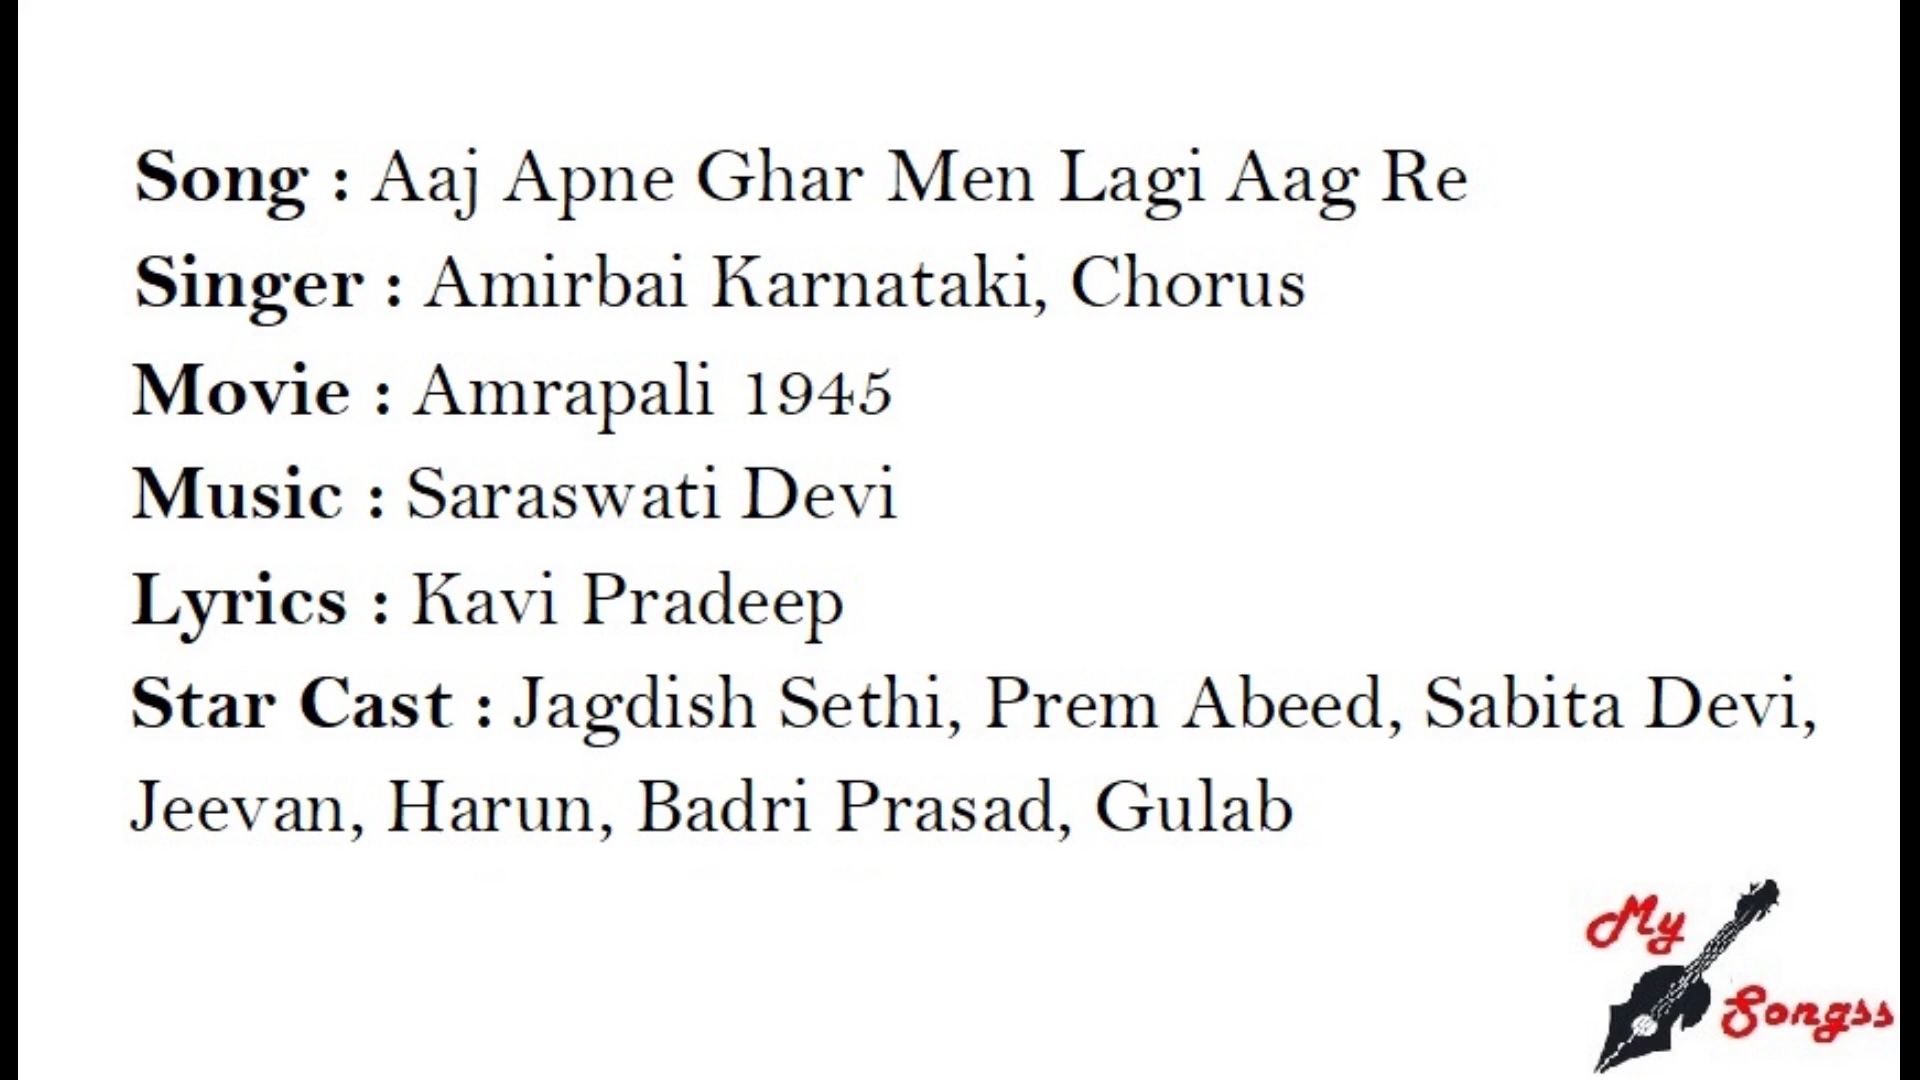 Song : Aaj Apne Ghar Men Lagi Aag Re
Singer : Amirbai Karnataki, Chorus
Movie : Amrapali 1945
Music : Saraswati Devi
Lyrics : Kavi Pradeep
Star Cast : Jagdish Sethi, Prem Abeed, Sabita Devi,
Jeevan, Harun, Badri Prasad, Gulab
My
Songss